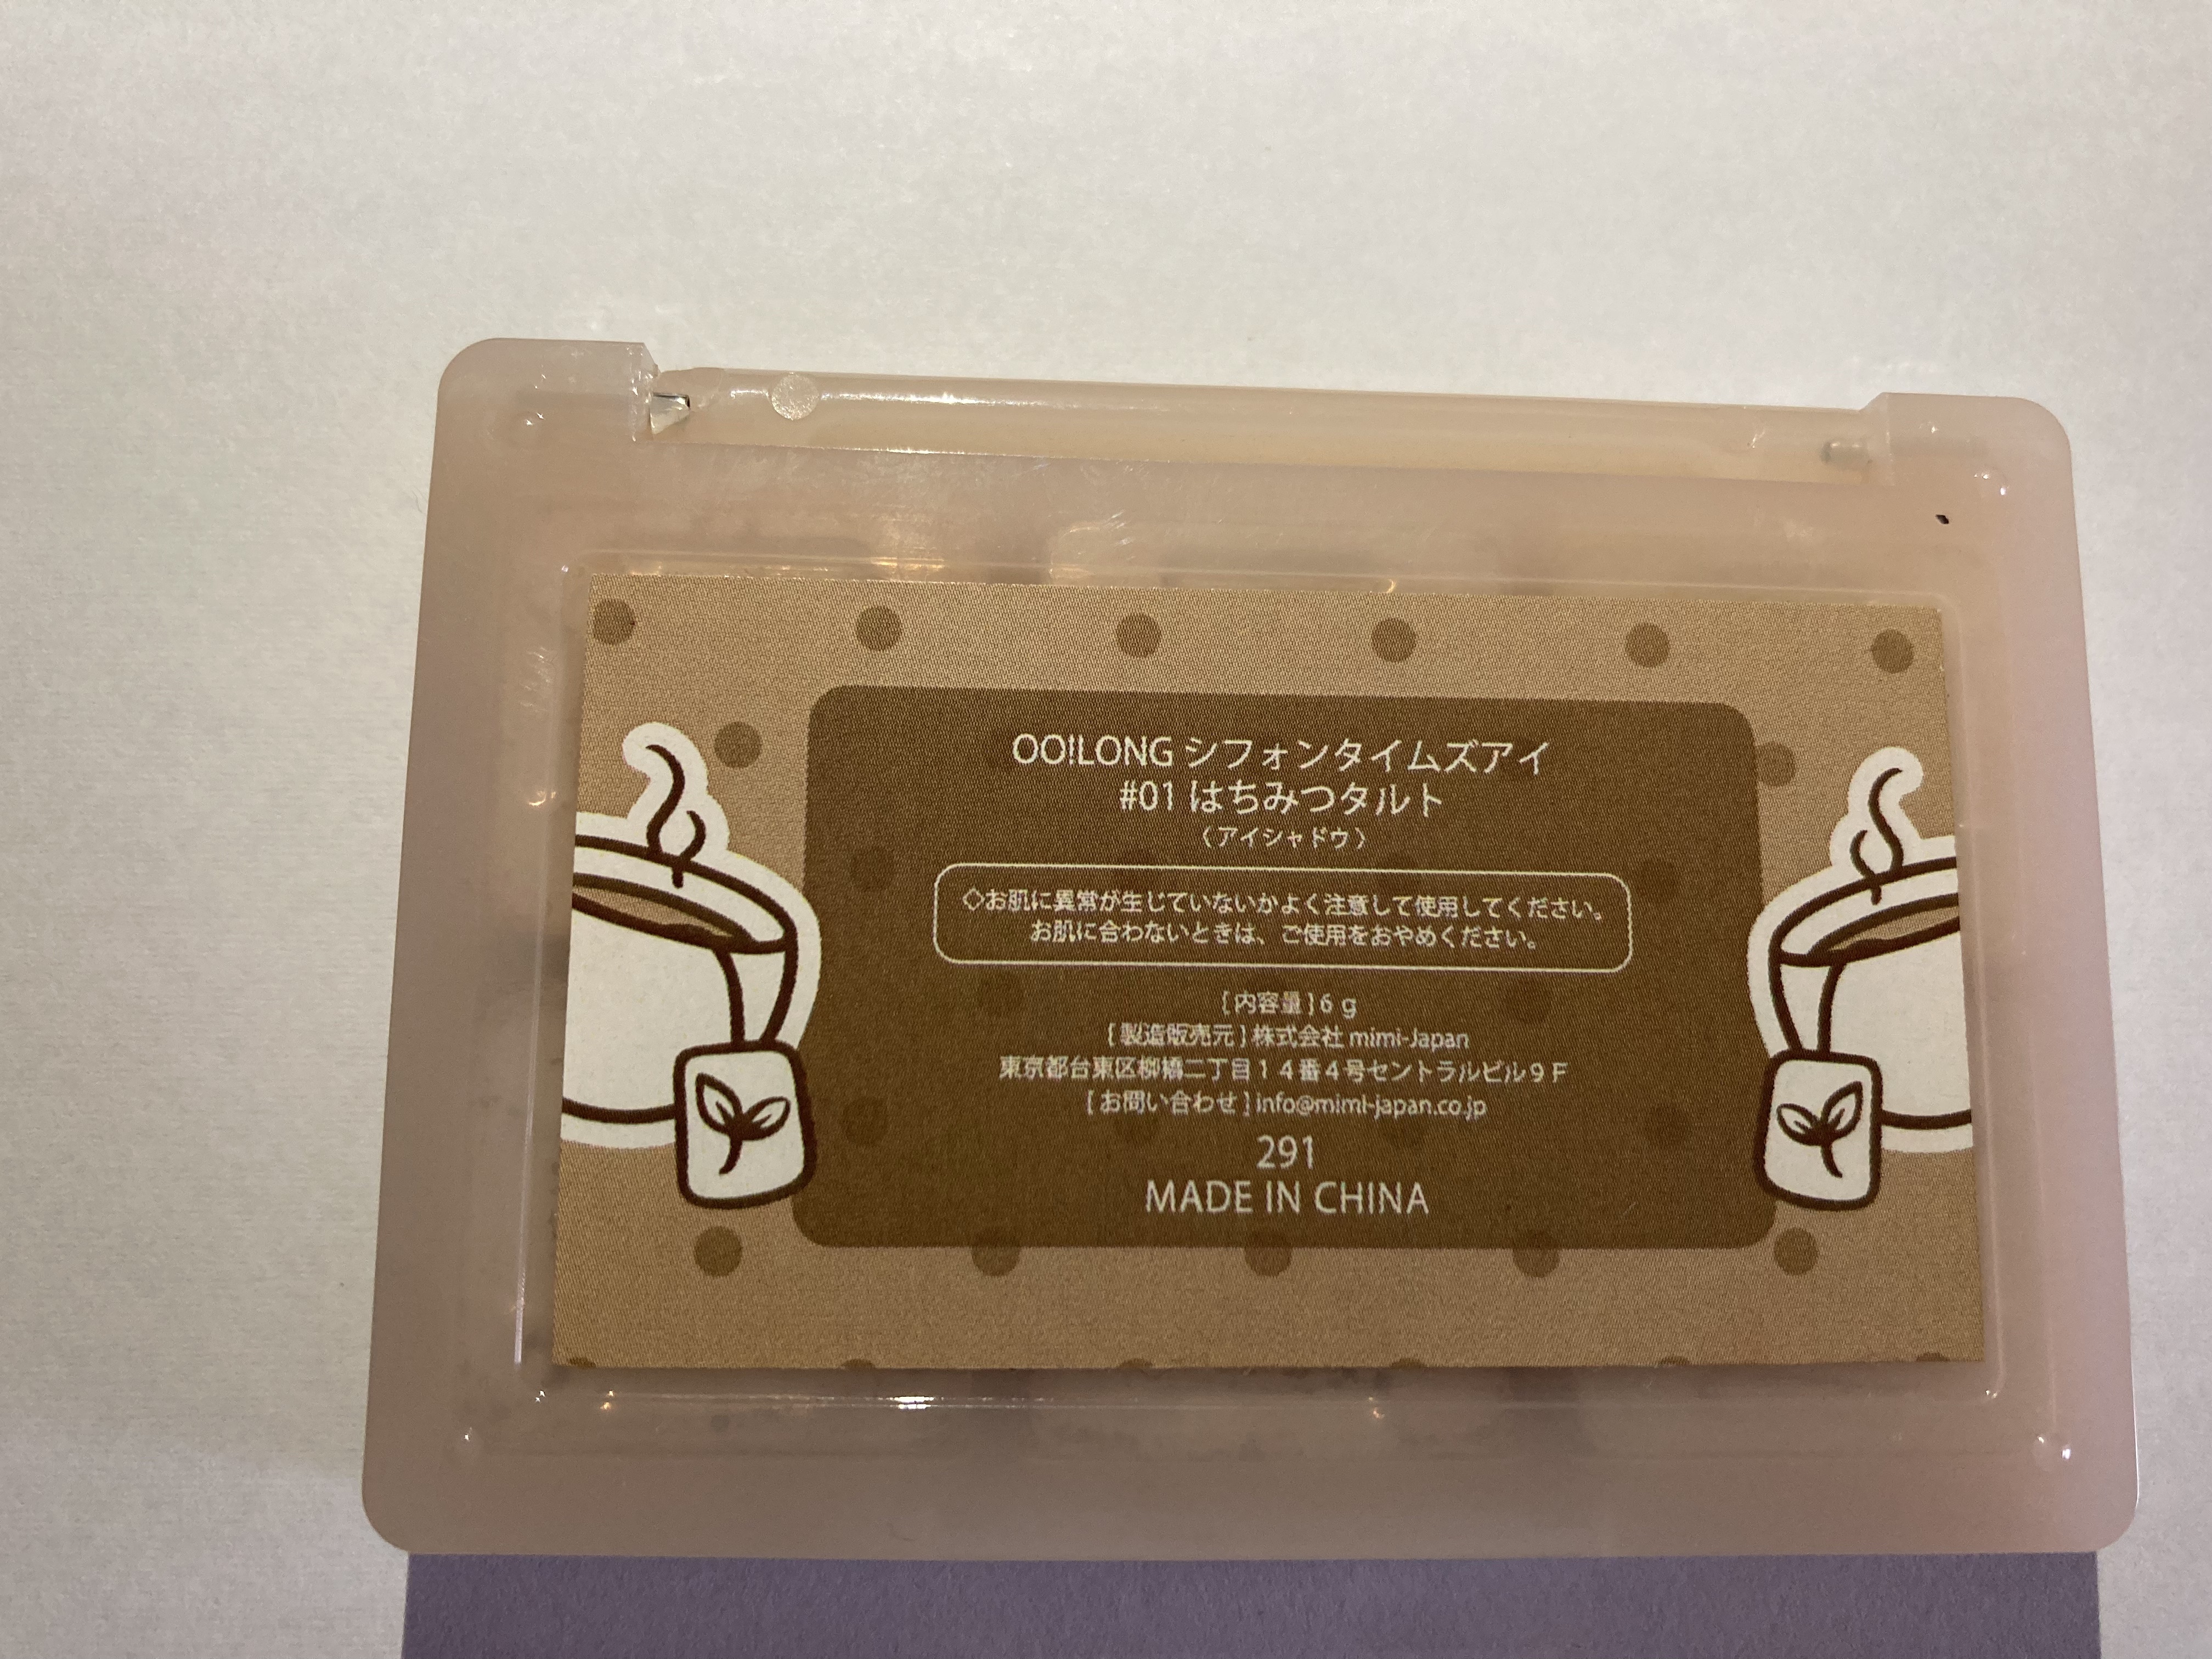 OO!LONG シフォンタイムズアイ
#01 はちみつタルト
（アイシャドウ）
◇お肌に異常が生じていないかよく注意して使用してください。
お肌に合わないときは、ご使用をおやめください。
[ 内容量 ] 6 g
[ 製造販売元 ] 株式会社 mimi-Japan
東京都台東区柳橋二丁目１４番４号セントラルビル９Ｆ
[ お問い合わせ ] info@mimi-japan.co.jp
291
MADE IN CHINA